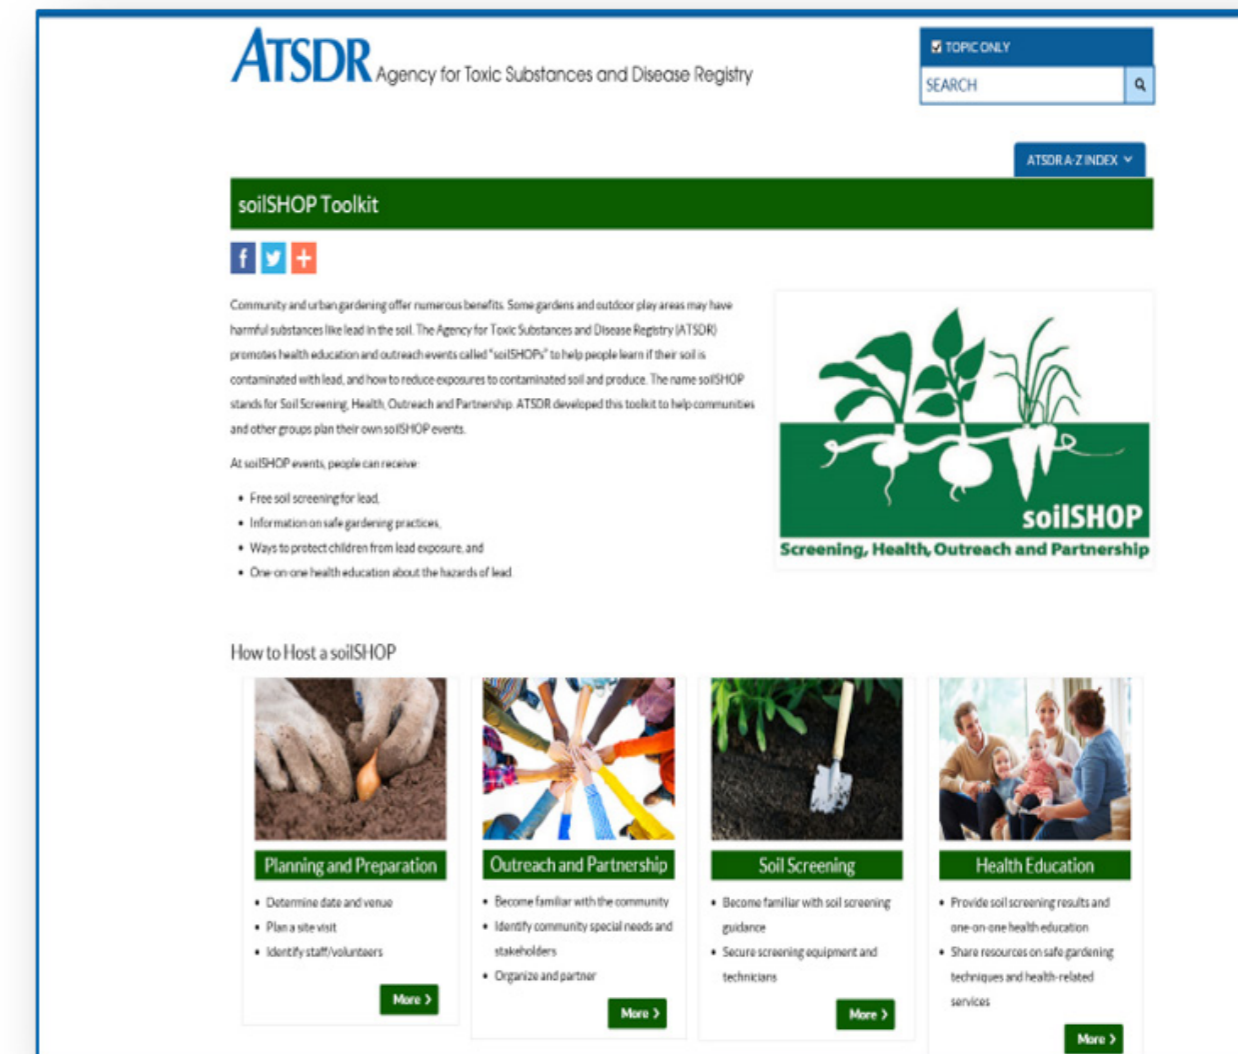 ATSDR Agency for Toxic Substances and Disease Registry
TOPIC ONLY
SEARCH
ATSDR A-Z INDEX
soilSHOP Toolkit
f
Community and urban gardening offer numerous benefits. Some gardens and outdoor play areas may have
harmful substances like lead in the soil. The Agency for Toxic Substances and Disease Registry (ATSDR)
promotes health education and outreach events called "soilSHOPs" to help people learn if their soil is
contaminated with lead, and how to reduce exposures to contaminated soil and produce. The name soilSHOP
stands for Soil Screening, Health, Outreach and Partnership. ATSDR developed this toolkit to help communities
and other groups plan their own soilSHOP events.
At soilSHOP events, people can receive:
• Free soil screening for lead,
• Information on safe gardening practices,
• Ways to protect children from lead exposure, and
• One-on-one health education about the hazards of lead.
soilSHOP
Screening, Health, Outreach and Partnership
How to Host a soilSHOP
Planning and Preparation
• Determine date and venue
• Plan a site visit
• Identify staff/volunteers
More >
Outreach and Partnership
• Become familiar with the community
• Identify community special needs and
stakeholders
• Organize and partner
More >
Soil Screening
• Become familiar with soil screening
guidance
• Secure screening equipment and
technicians
More >
Health Education
• Provide soil screening results and
one-on-one health education
• Share resources on safe gardening
techniques and health-related
services
More >